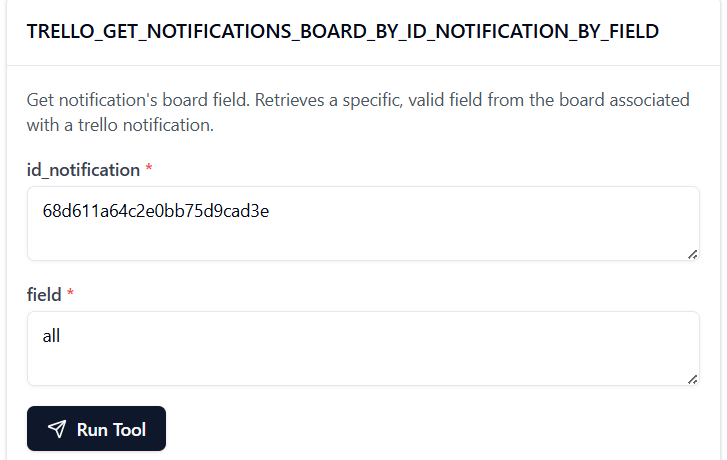 TRELLO_GET_NOTIFICATIONS_BOARD_BY_ID_NOTIFICATION_BY_FIELD
Get notification's board field. Retrieves a specific, valid field from the board associated
with a trello notification.
id_notification *
68d611a64c2e0bb75d9cad3e
field *
all
Run Tool